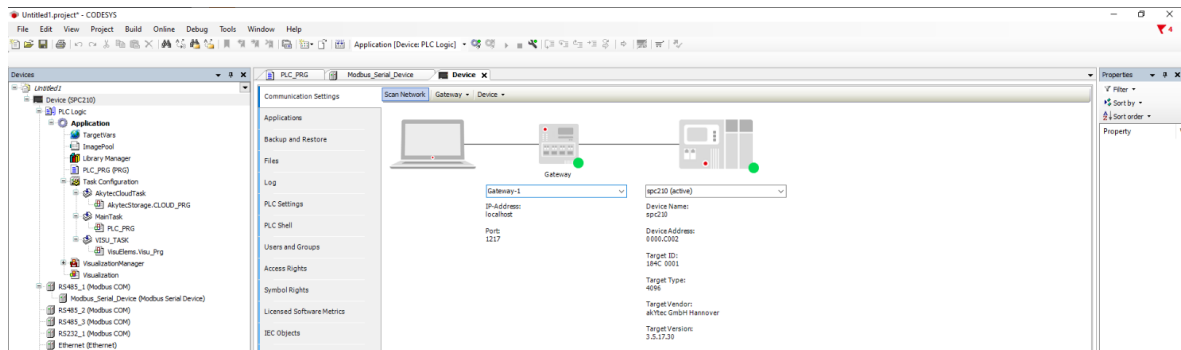 Untitled1.project* - CODESYS
File Edit View Project Build Online Debug Tools Window Help
4
Application [Device: PLC Logic]
Devices
Untitled1
Device (SPC210)
PLC Logic
Application
TargetVars
ImagePool
Library Manager
PLC_PRG (PRG)
Task Configuration
AkytecCloudTask
AkytecStorage.CLOUD_PRG
MainTask
PLC_PRG
VISU_TASK
VisuElems.Visu_Prg
VisualizationManager
Visualization
RS485_1 (Modbus COM)
Modbus_Serial_Device (Modbus Serial Device)
RS485_2 (Modbus COM)
RS485_3 (Modbus COM)
RS232_1 (Modbus COM)
Ethernet (Ethernet)
PLC_PRG Modbus_Serial_Device Device
Communication Settings
Applications
Backup and Restore
Files
Log
PLC Settings
PLC Shell
Users and Groups
Access Rights
Symbol Rights
Licensed Software Metrics
IEC Objects
Scan Network Gateway Device
Gateway
Gateway-1
IP-Address:
localhost
Port:
1217
spc210 (active)
Device Name:
spc210
Device Address:
0000.C002
Target ID:
184C 0001
Target Type:
4096
Target Vendor:
akYtec GmbH Hannover
Target Version:
3.5.17.30
Properties
Filter
Sort by
Sort order
Property